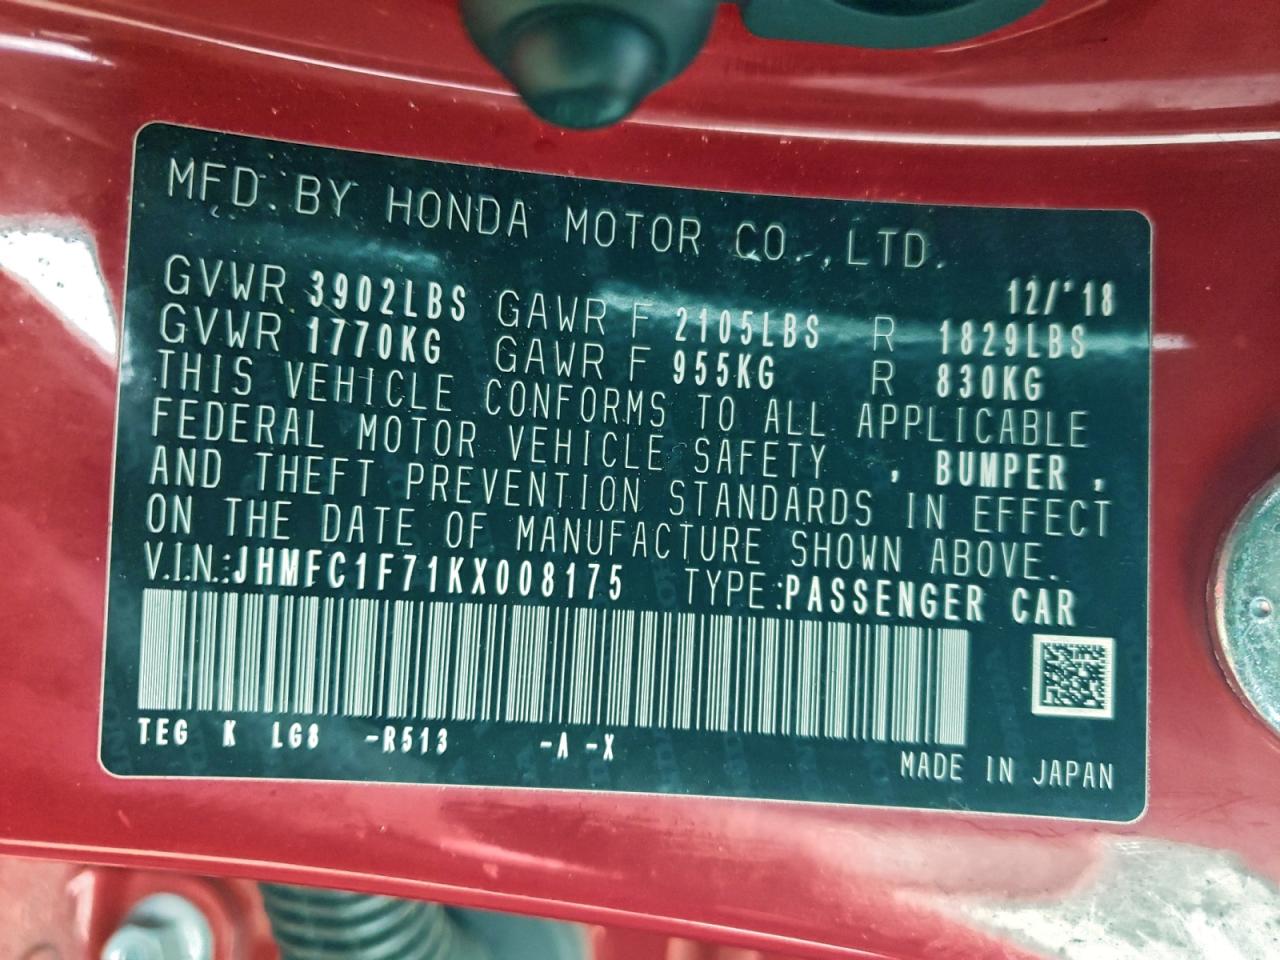 MFD. BY HONDA MOTOR CO., LTD.
12/'18
GVWR 3902LBS GAWR F 2105LBS R 1829LBS
GVWR 1770KG GAWR F 955KG R 830KG
THIS VEHICLE CONFORMS TO ALL APPLICABLE
FEDERAL MOTOR VEHICLE SAFETY , BUMPER ,
AND THEFT PREVENTION STANDARDS IN EFFECT
ON THE DATE OF MANUFACTURE SHOWN ABOVE.
V.I.N.:JHMFC1F71KX008175 TYPE:PASSENGER CAR
TEG K LG8 -R513 -A -X
MADE IN JAPAN